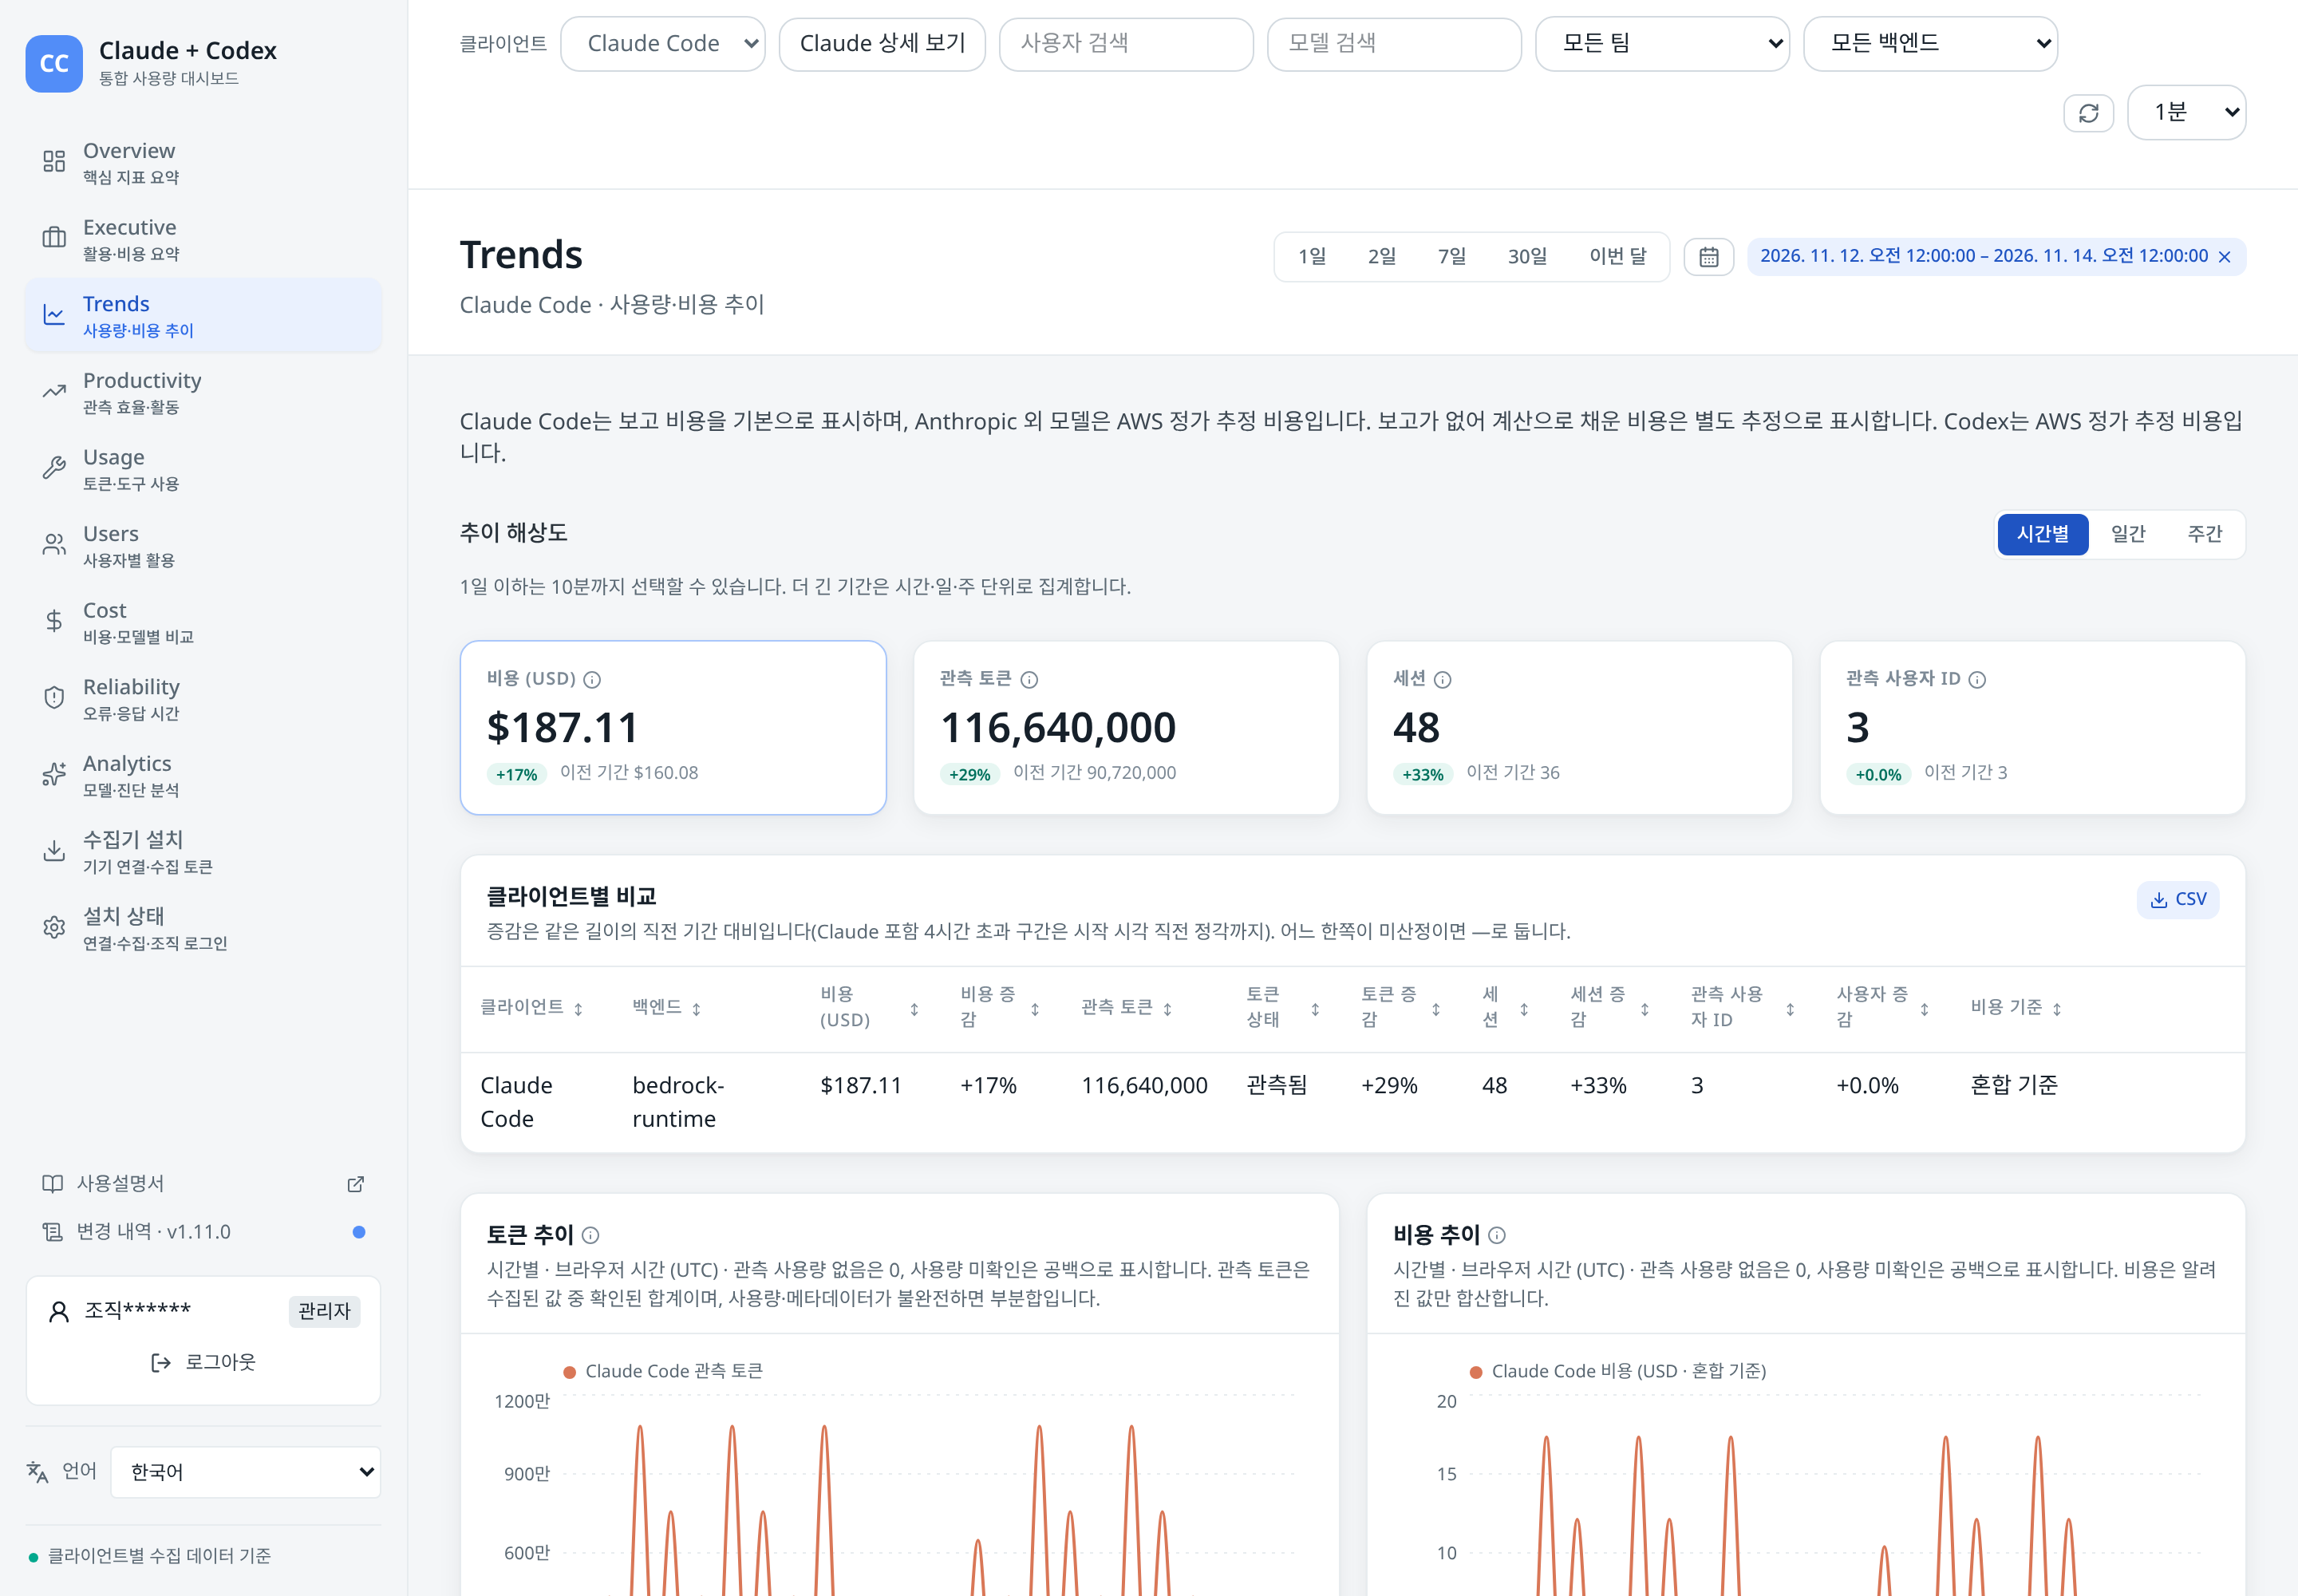 CC
Claude + Codex
통합 사용량 대시보드
Overview
핵심 지표 요약
Executive
활용·비용 요약
Trends
사용량·비용 추이
Productivity
관측 효율·활동
Usage
토큰·도구 사용
Users
사용자별 활용
Cost
비용·모델별 비교
Reliability
오류·응답 시간
Analytics
모델·진단 분석
수집기 설치
기기 연결·수집 토큰
설치 상태
연결·수집·조직 로그인
사용설명서
변경 내역 · v1.11.0
조직******
관리자
로그아웃
언어
한국어
클라이언트별 수집 데이터 기준
클라이언트
Claude Code
Claude 상세 보기
사용자 검색
모델 검색
모든 팀
모든 백엔드
1분
Trends
Claude Code · 사용량·비용 추이
1일
2일
7일
30일
이번 달
2026. 11. 12. 오전 12:00:00 – 2026. 11. 14. 오전 12:00:00
Claude Code는 보고 비용을 기본으로 표시하며, Anthropic 외 모델은 AWS 정가 추정 비용입니다. 보고가 없어 계산으로 채운 비용은 별도 추정으로 표시합니다. Codex는 AWS 정가 추정 비용입
니다.
추이 해상도
시간별
일간
주간
1일 이하는 10분까지 선택할 수 있습니다. 더 긴 기간은 시간·일·주 단위로 집계합니다.
비용 (USD)
$187.11
+17% 이전 기간 $160.08
관측 토큰
116,640,000
+29% 이전 기간 90,720,000
세션
48
+33% 이전 기간 36
관측 사용자 ID
3
+0.0% 이전 기간 3
클라이언트별 비교
증감은 같은 길이의 직전 기간 대비입니다(Claude 포함 4시간 초과 구간은 시작 시각 직전 정각까지). 어느 한쪽이 미산정이면 —로 둡니다.
CSV
클라이언트
백엔드
비용
(USD)
비용 증
감
관측 토큰
토큰
상태
토큰 증
감
세
션
세션 증
감
관측 사용
자 ID
사용자 증
감
비용 기준
Claude
Code
bedrock-
runtime
$187.11
+17%
116,640,000
관측됨
+29%
48
+33%
3
+0.0%
혼합 기준
토큰 추이
시간별 · 브라우저 시간 (UTC) · 관측 사용량 없음은 0, 사용량 미확인은 공백으로 표시합니다. 관측 토큰은
수집된 값 중 확인된 합계이며, 사용량·메타데이터가 불완전하면 부분합입니다.
Claude Code 관측 토큰
1200만
900만
600만
비용 추이
시간별 · 브라우저 시간 (UTC) · 관측 사용량 없음은 0, 사용량 미확인은 공백으로 표시합니다. 비용은 알려
진 값만 합산합니다.
Claude Code 비용 (USD · 혼합 기준)
20
15
10